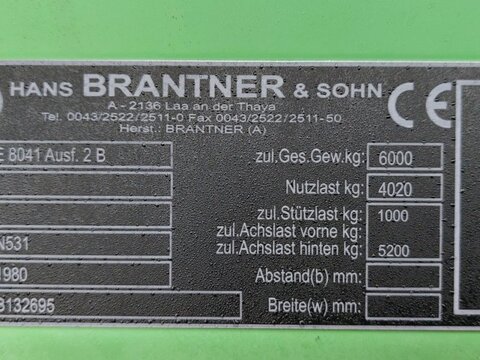 HANS BRANTNER & SOHN CE
A - 2136 Laa an der Thaya
Tel. 0043/2522/2511-0 Fax 0043/2522/2511-50
Herst.: BRANTNER (A)
E 8041 Ausf. 2 B zul.Ges.Gew.kg: 6000
Nutzlast kg: 4020
zul.Stützlast kg: 1000
zul.Achslast vorne kg:
N531 zul.Achslast hinten kg: 5200
1980 Abstand(b) mm:
3132695 Breite(w) mm: